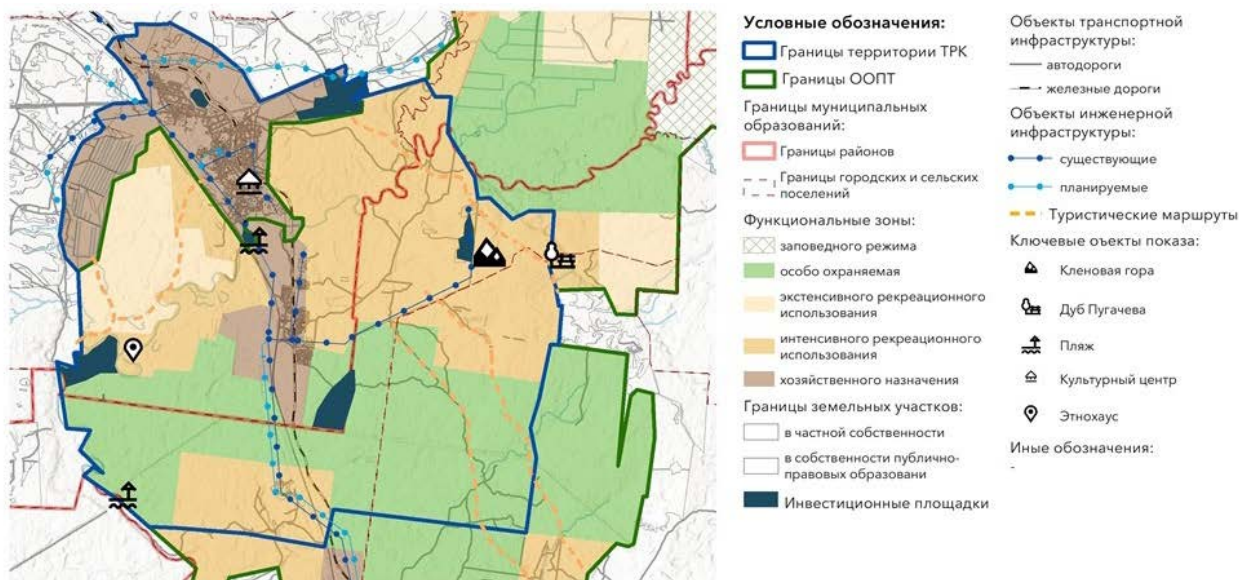 Условные обозначения:
Границы территории ТРК
Границы ООПТ
Границы муниципальных
образований:
Границы районов
Границы городских и сельских
поселений
Функциональные зоны:
заповедного режима
особо охраняемая
экстенсивного рекреационного
использования
интенсивного рекреационного
использования
хозяйственного назначения
Границы земельных участков:
в частной собственности
в собственности публично-
правовых образовани
Инвестиционные площадки
Объекты транспортной
инфраструктуры:
автодороги
железные дороги
Объекты инженерной
инфраструктуры:
существующие
планируемые
Туристические маршруты
Ключевые оъекты показа:
Кленовая гора
Дуб Пугачева
Пляж
Культурный центр
Этнохаус
Иные обозначения:
-